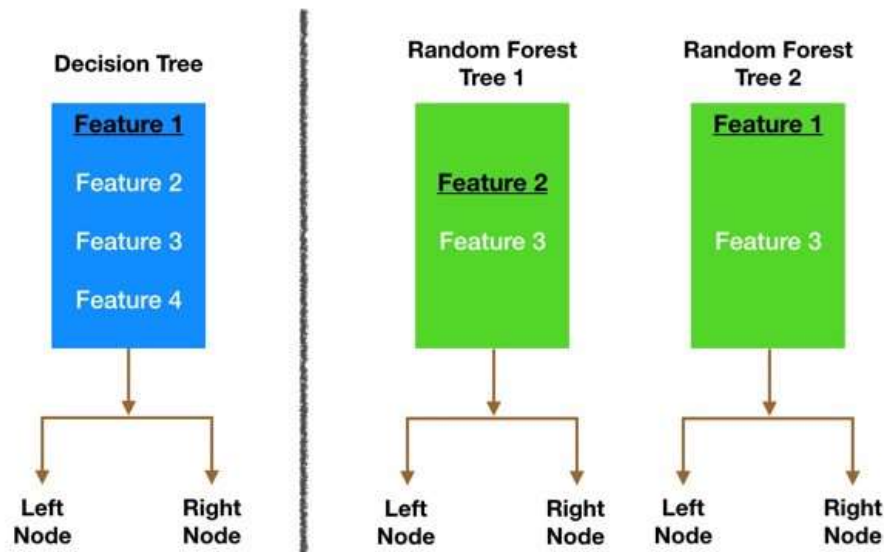 Decision Tree
Feature 1
Feature 2
Feature 3
Feature 4
Left
Node
Right
Node
Random Forest
Tree 1
Feature 2
Feature 3
Left
Node
Right
Node
Random Forest
Tree 2
Feature 1
Feature 3
Left
Node
Right
Node